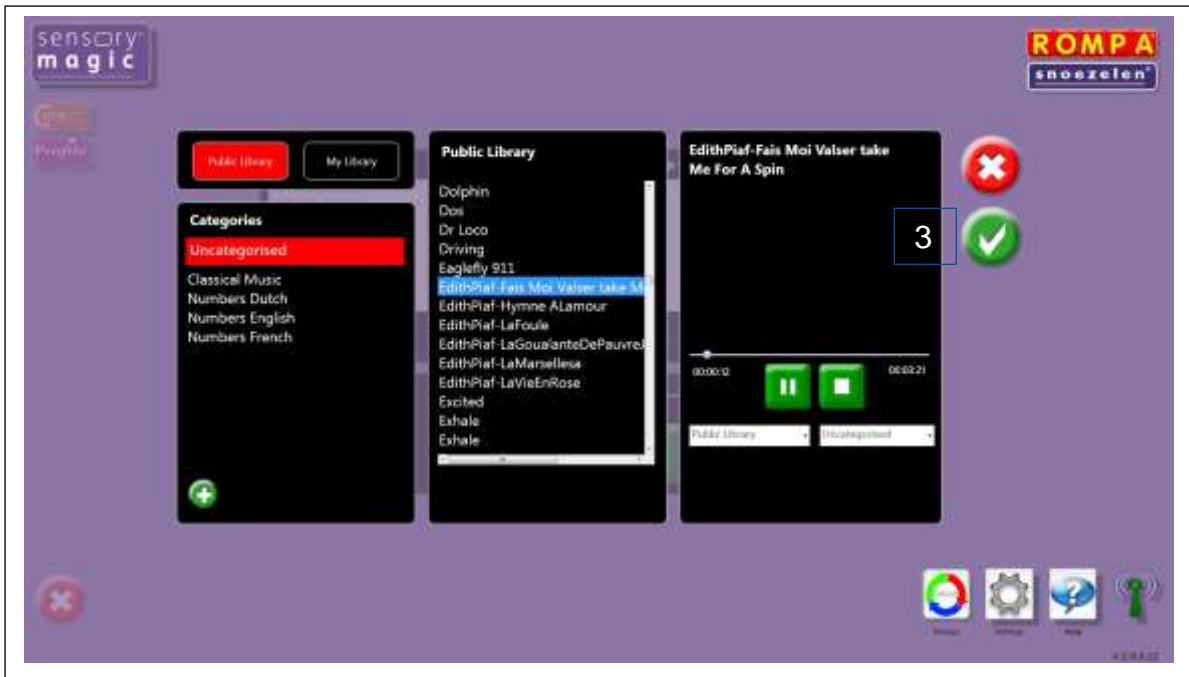 sensory
magic
ROMPA
snoezelen
Profile
Public Library
My Library
Categories
Uncategorised
Classical Music
Numbers Dutch
Numbers English
Numbers French
Public Library
Dolphin
Dos
Dr Loco
Driving
Eaglefly 911
EdithPiaf-Fais Moi Valser take M
EdithPiaf-Hymne ALamour
EdithPiaf-LaFoule
EdithPiaf-LaGoualanteDePauvreJ
EdithPiaf-LaMarsellesa
EdithPiaf-LaVieEnRose
Excited
Exhale
Exhale
EdithPiaf-Fais Moi Valser take
Me For A Spin
00:00:12
00:03:21
Public Library
Uncategorised
3
Settings
Help